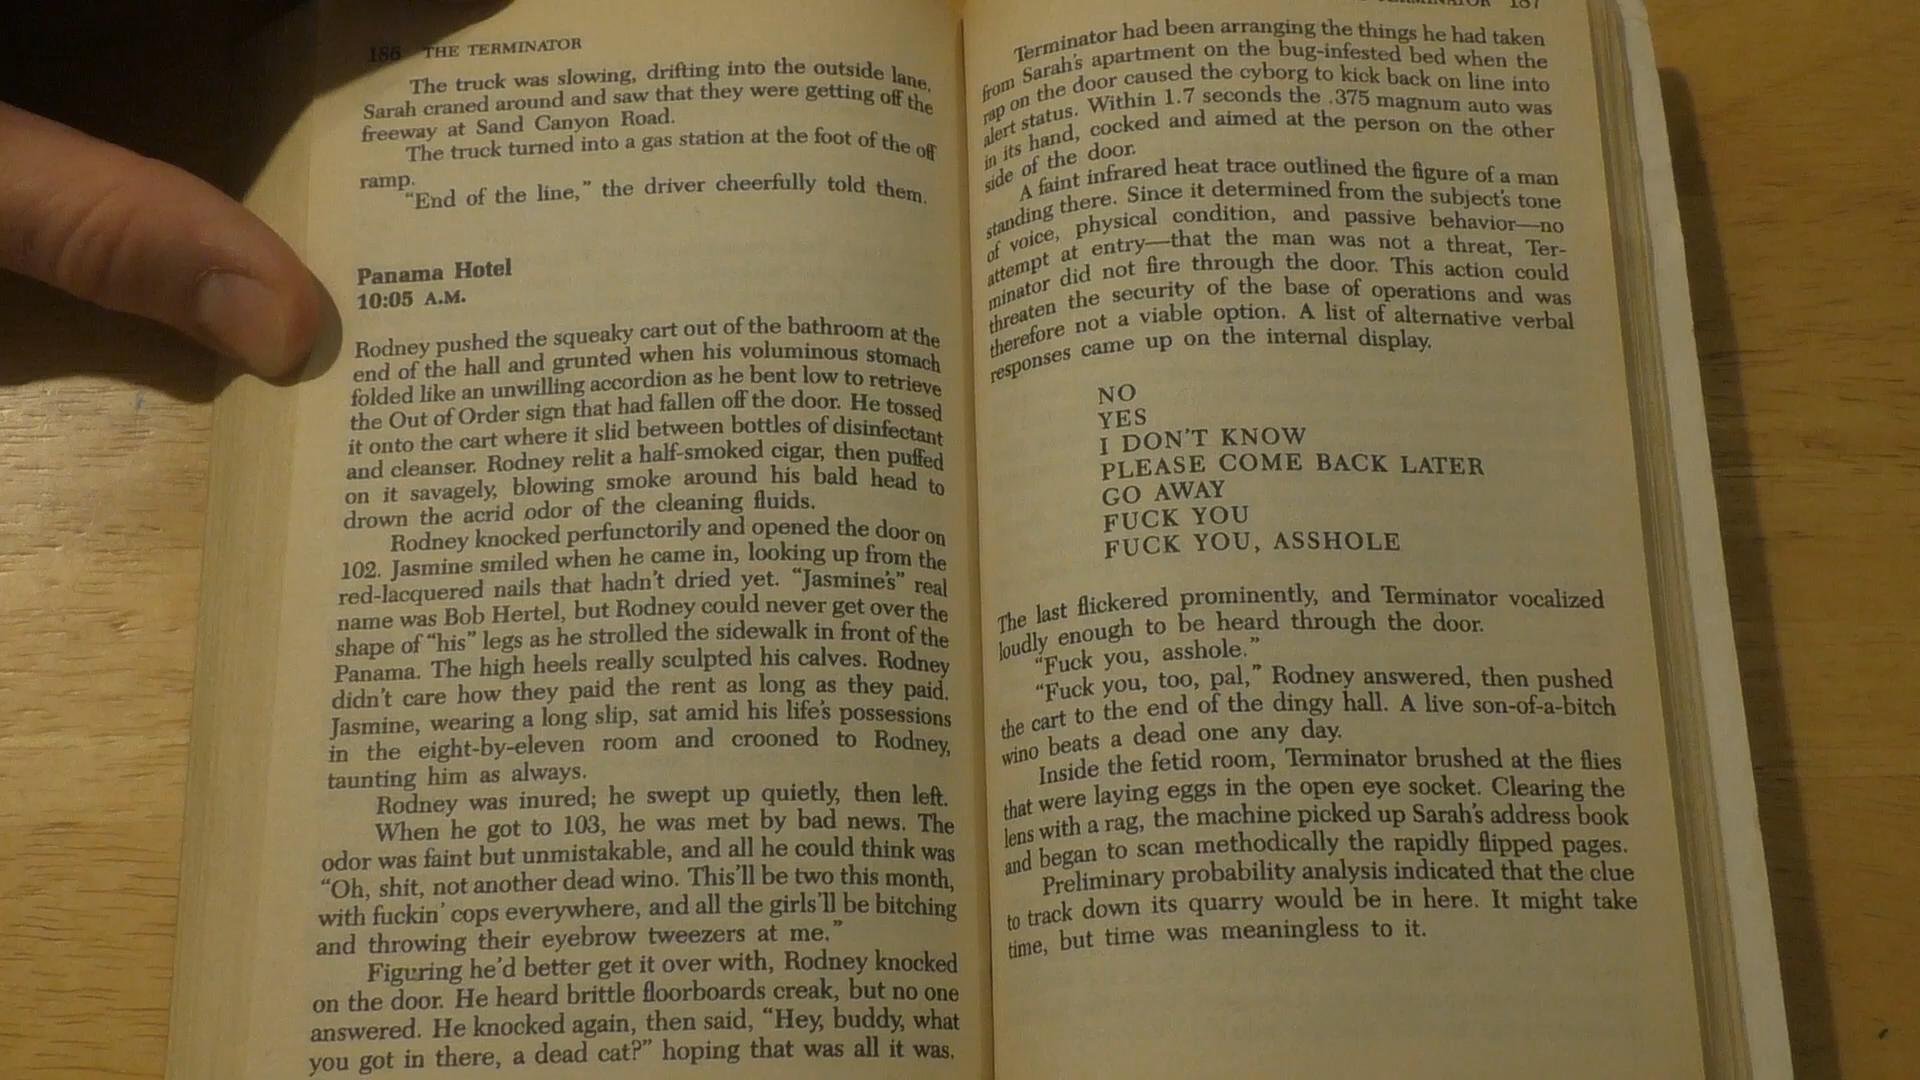 186 THE TERMINATOR
The truck was slowing, drifting into the outside lane.
Sarah craned around and saw that they were getting off the
freeway at Sand Canyon Road.
The truck turned into a gas station at the foot of the off
ramp.
“End of the line,” the driver cheerfully told them.
Panama Hotel
10:05 A.M.
Rodney pushed the squeaky cart out of the bathroom at the
end of the hall and grunted when his voluminous stomach
folded like an unwilling accordion as he bent low to retrieve
the Out of Order sign that had fallen off the door. He tossed
it onto the cart where it slid between bottles of disinfectant
and cleanser. Rodney relit a half-smoked cigar, then puffed
on it savagely, blowing smoke around his bald head to
drown the acrid odor of the cleaning fluids.
Rodney knocked perfunctorily and opened the door on
102. Jasmine smiled when he came in, looking up from the
red-lacquered nails that hadn't dried yet. “Jasmine's” real
name was Bob Hertel, but Rodney could never get over the
shape of “his” legs as he strolled the sidewalk in front of the
Panama. The high heels really sculpted his calves. Rodney
didn't care how they paid the rent as long as they paid.
Jasmine, wearing a long slip, sat amid his life's possessions
in the eight-by-eleven room and crooned to Rodney,
taunting him as always.
Rodney was inured; he swept up quietly, then left.
When he got to 103, he was met by bad news. The
odor was faint but unmistakable, and all he could think was
“Oh, shit, not another dead wino. This'll be two this month,
with fuckin' cops everywhere, and all the girls'll be bitching
and throwing their eyebrow tweezers at me.”
Figuring he'd better get it over with, Rodney knocked
on the door. He heard brittle floorboards creak, but no one
answered. He knocked again, then said, “Hey, buddy, what
you got in there, a dead cat?” hoping that was all it was.
TERMINATOR 187
Terminator had been arranging the things he had taken
from Sarah's apartment on the bug-infested bed when the
rap on the door caused the cyborg to kick back on line into
alert status. Within 1.7 seconds the .375 magnum auto was
in its hand, cocked and aimed at the person on the other
side of the door.
A faint infrared heat trace outlined the figure of a man
standing there. Since it determined from the subject's tone
of voice, physical condition, and passive behavior—no
attempt at entry—that the man was not a threat, Ter-
minator did not fire through the door. This action could
threaten the security of the base of operations and was
therefore not a viable option. A list of alternative verbal
responses came up on the internal display.
NO
YES
I DON'T KNOW
PLEASE COME BACK LATER
GO AWAY
FUCK YOU
FUCK YOU, ASSHOLE
The last flickered prominently, and Terminator vocalized
loudly enough to be heard through the door.
“Fuck you, asshole.”
“Fuck you, too, pal,” Rodney answered, then pushed
the cart to the end of the dingy hall. A live son-of-a-bitch
wino beats a dead one any day.
Inside the fetid room, Terminator brushed at the flies
that were laying eggs in the open eye socket. Clearing the
lens with a rag, the machine picked up Sarah's address book
and began to scan methodically the rapidly flipped pages.
Preliminary probability analysis indicated that the clue
to track down its quarry would be in here. It might take
time, but time was meaningless to it.